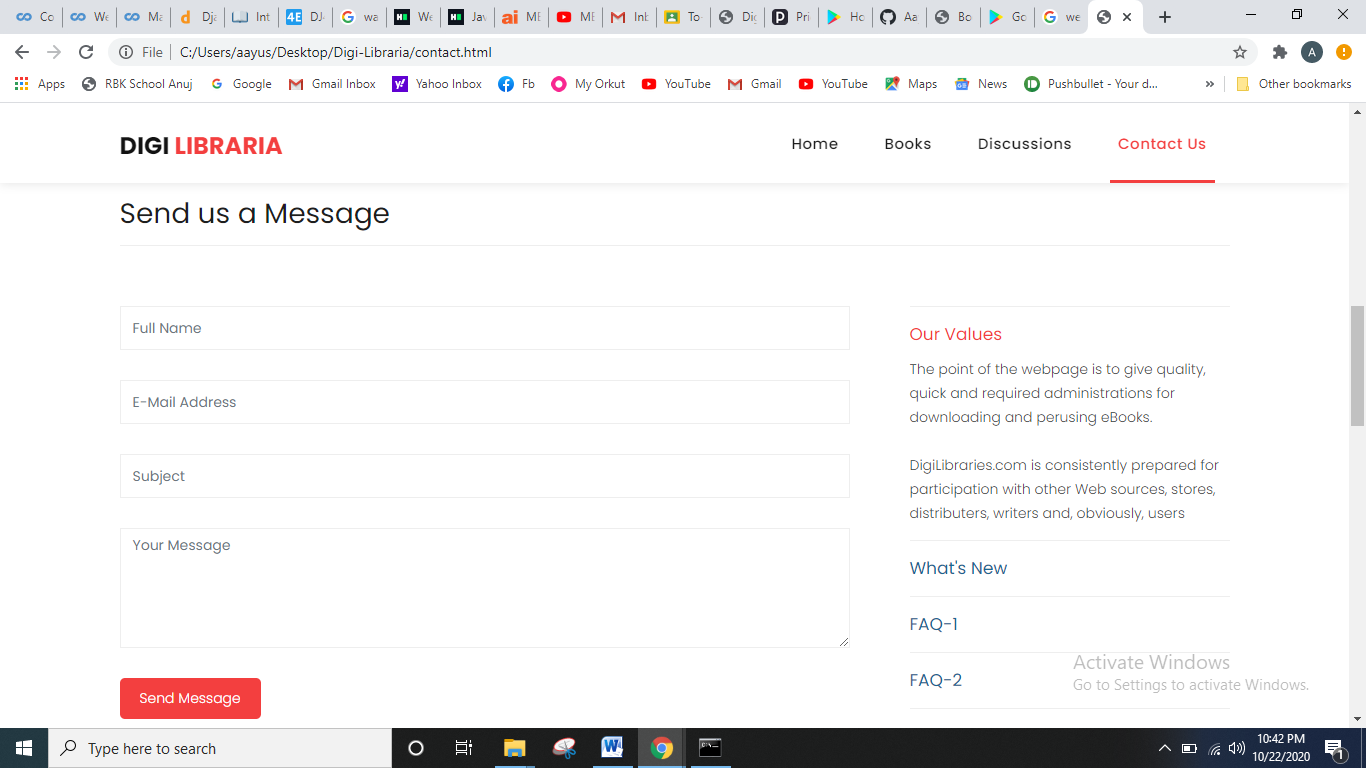 Co
We
Ma
Dja
Int
DJ-
wa
We
Jav
ME
ME
Inb
To-
Dig
Pri
Ho
Aa
Bo
Go
we
File
C:/Users/aayus/Desktop/Digi-Libraria/contact.html
A
Apps
RBK School Anuj
Google
Gmail Inbox
Yahoo Inbox
Fb
My Orkut
YouTube
Gmail
YouTube
Maps
News
Pushbullet - Your d...
»
Other bookmarks
DIGI LIBRARIA
Home
Books
Discussions
Contact Us
Send us a Message
Full Name
E-Mail Address
Subject
Your Message
Send Message
Our Values
The point of the webpage is to give quality,
quick and required administrations for
downloading and perusing eBooks.
DigiLibraries.com is consistently prepared for
participation with other Web sources, stores,
distributers, writers and, obviously, users
What's New
FAQ-1
FAQ-2
Activate Windows
Go to Settings to activate Windows.
Type here to search
10:42 PM
10/22/2020
1